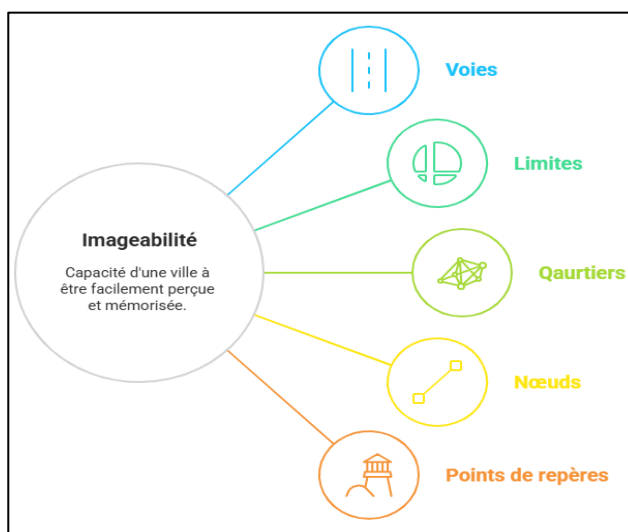 Voies
Limites
Imageabilité
Capacité d'une ville à
être facilement perçue
et mémorisée.
Qaurtiers
Nœuds
Points de repères